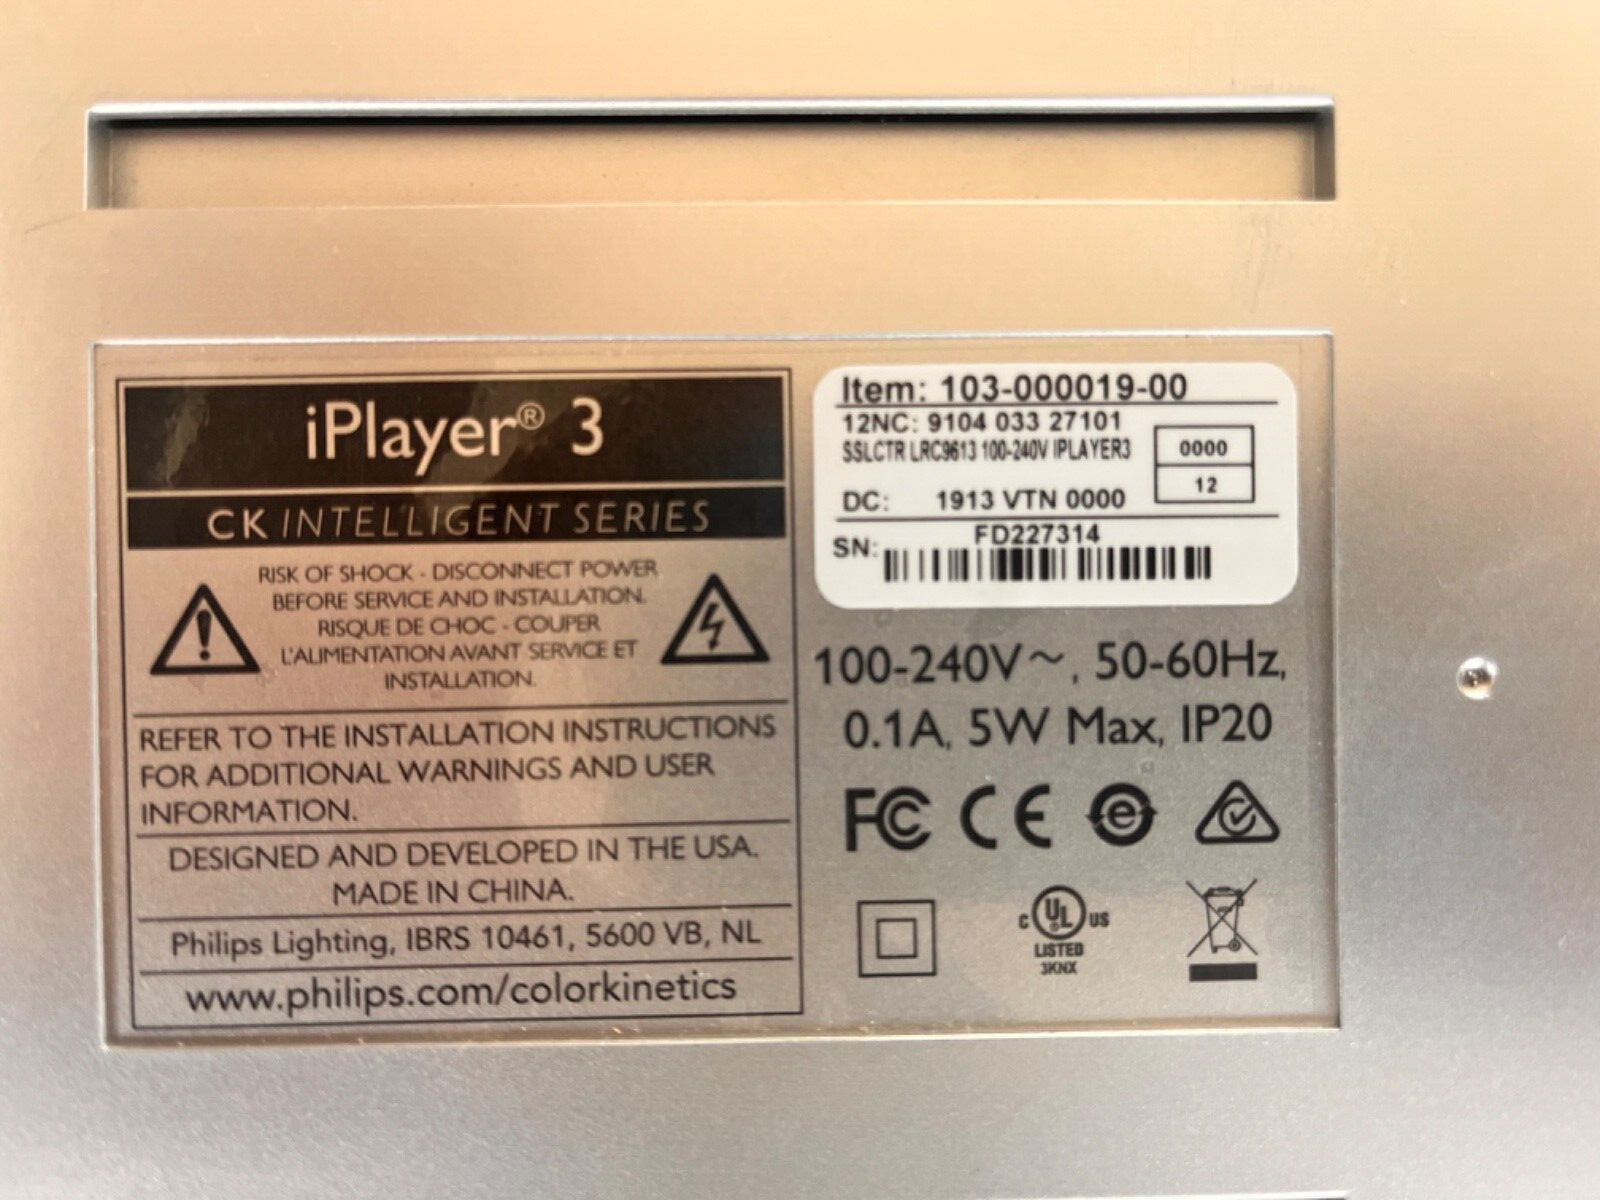 iPlayer® 3
CK INTELLIGENT SERIES
RISK OF SHOCK - DISCONNECT POWER
BEFORE SERVICE AND INSTALLATION.
RISQUE DE CHOC - COUPER
L'ALIMENTATION AVANT SERVICE ET
INSTALLATION.
REFER TO THE INSTALLATION INSTRUCTIONS
FOR ADDITIONAL WARNINGS AND USER
INFORMATION.
DESIGNED AND DEVELOPED IN THE USA.
MADE IN CHINA.
Philips Lighting, IBRS 10461, 5600 VB, NL
www.philips.com/colorkinetics
Item: 103-000019-00
12NC: 9104 033 27101
SSLCTR LRC9613 100-240V IPLAYER3
0000
12
DC: 1913 VTN 0000
FD227314
SN:
100-240V~, 50-60Hz,
0.1A, 5W Max, IP20
FC CE e
C UL US
LISTED
3KNX